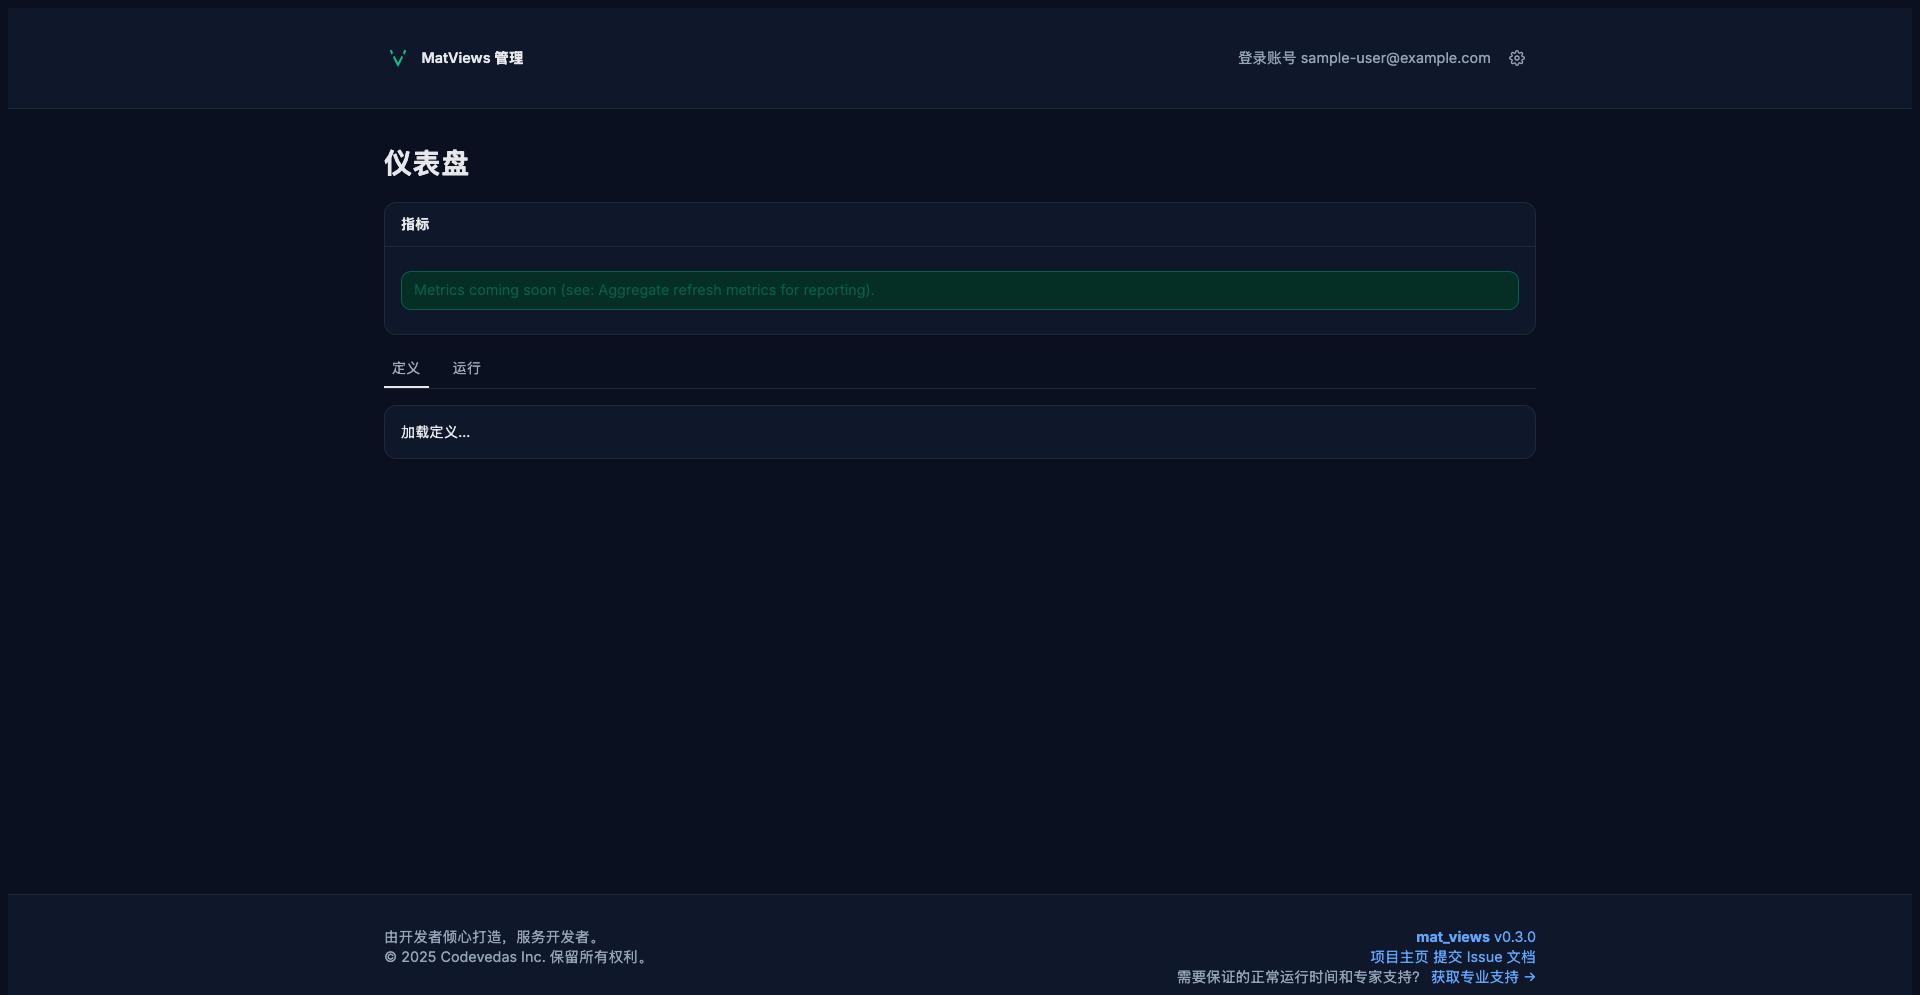 MatViews 管理
登录账号 sample-user@example.com
仪表盘
指标
Metrics coming soon (see: Aggregate refresh metrics for reporting).
定义
运行
加载定义...
由开发者倾心打造，服务开发者。
© 2025 Codevedas Inc. 保留所有权利。
mat_views v0.3.0
项目主页 提交 Issue 文档
需要保证的正常运行时间和专家支持？ 获取专业支持 →